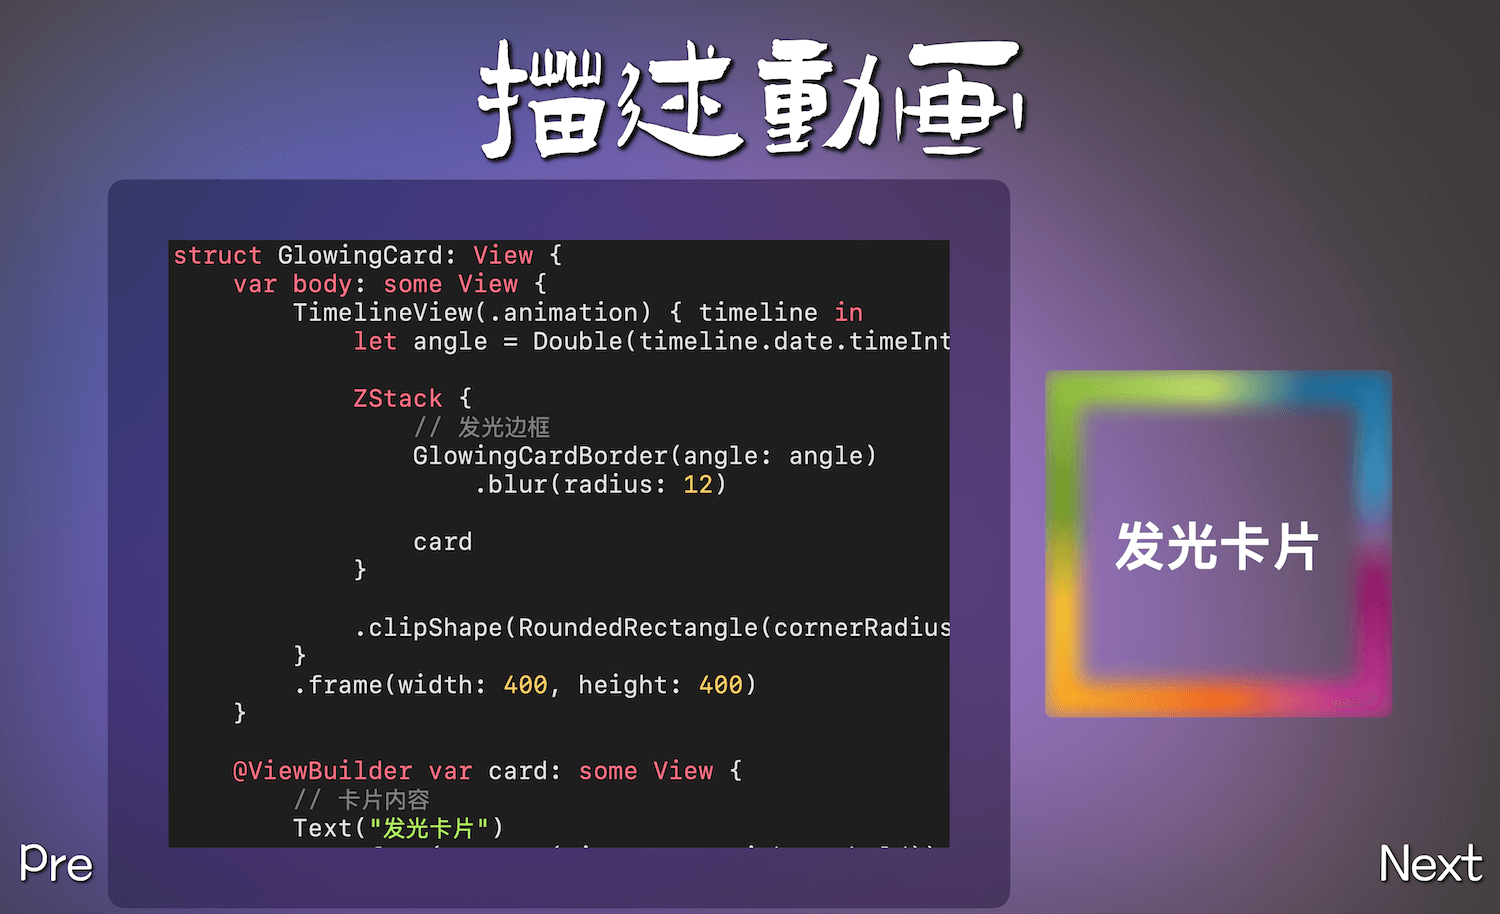 描述動画
struct GlowingCard: View {
var body: some View {
TimelineView(.animation) { timeline in
let angle = Double(timeline.date.timeInt
ZStack {
// 发光边框
GlowingCardBorder(angle: angle)
.blur(radius: 12)
card
}
.clipShape(RoundedRectangle(cornerRadius
}
.frame(width: 400, height: 400)
}
@ViewBuilder var card: some View {
// 卡片内容
Text("发光卡片")
发光卡片
Pre
Next